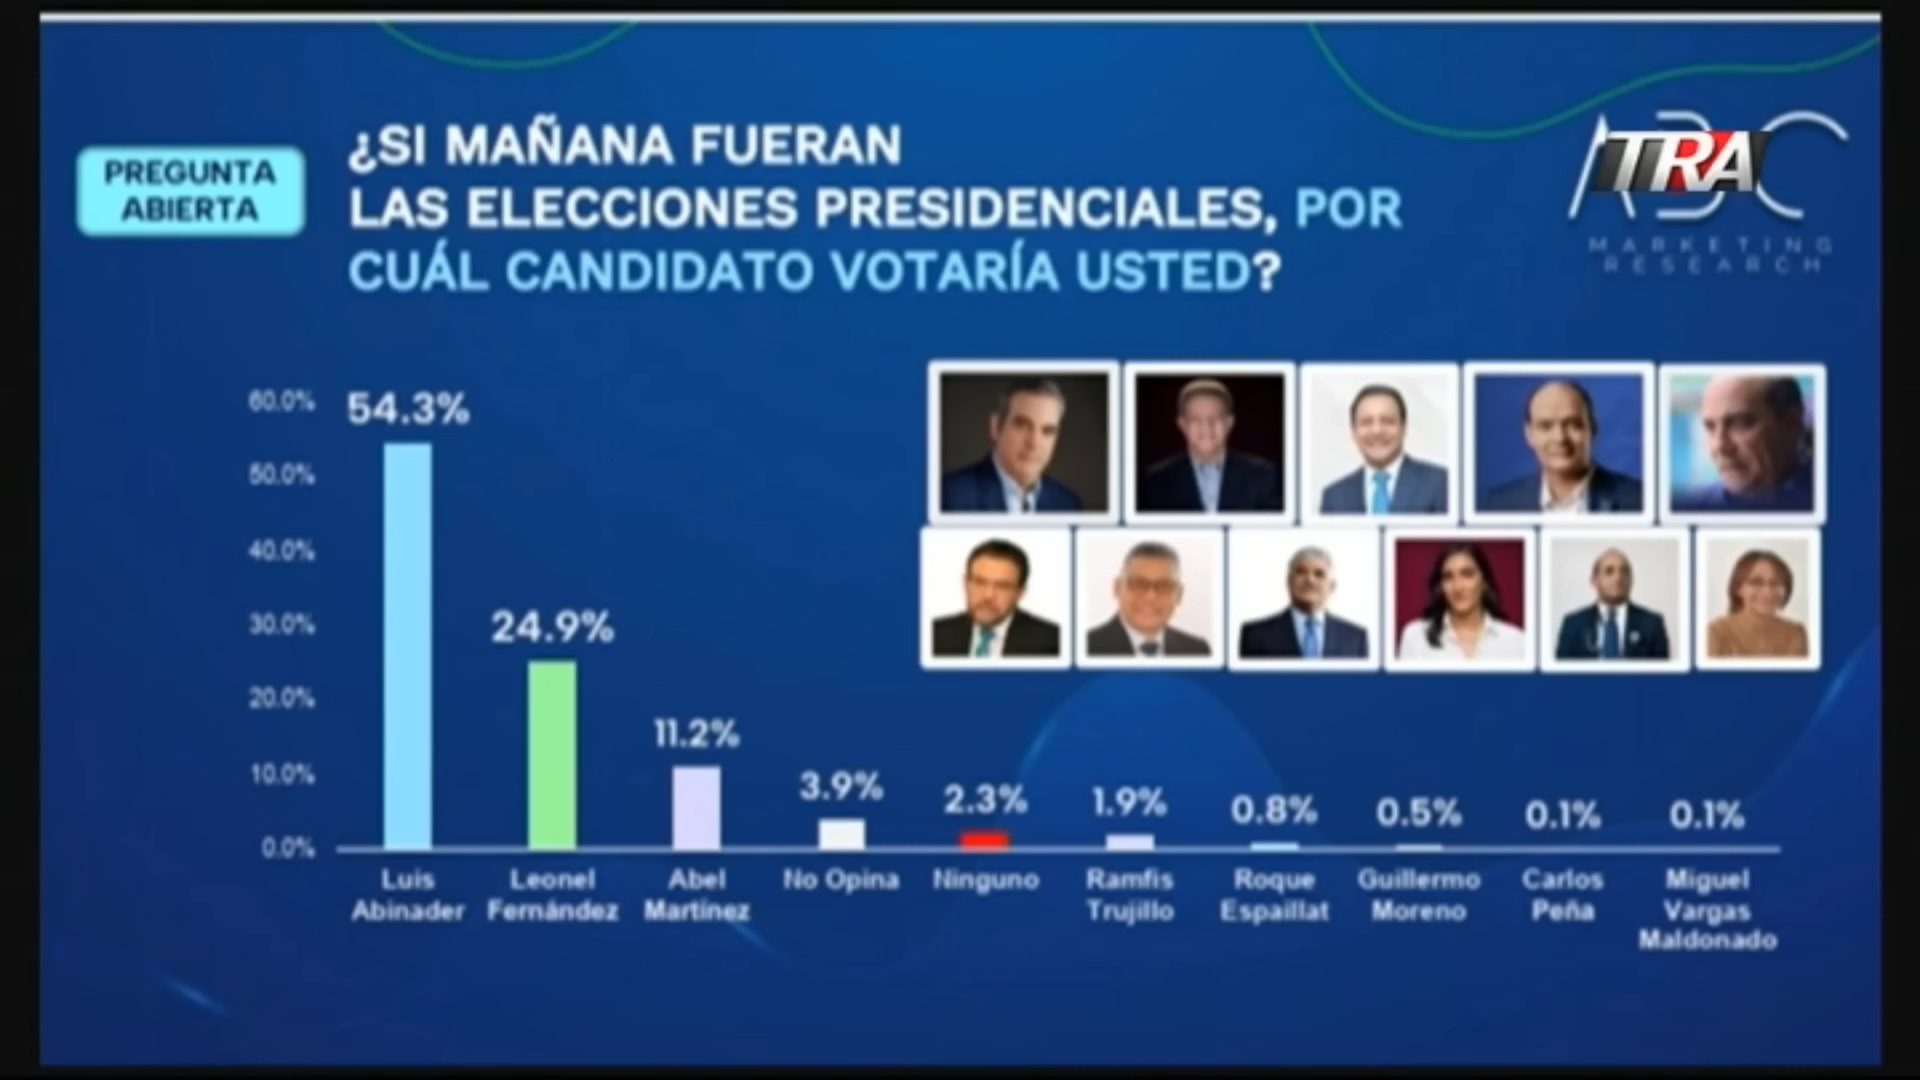 PREGUNTA
ABIERTA
¿SI MAÑANA FUERAN
LAS ELECCIONES PRESIDENCIALES, POR
CUÁL CANDIDATO VOTARÍA USTED?
ABC
TRA
MARKETING
RESEARCH
60.0%
50.0%
40.0%
30.0%
20.0%
10.0%
0.0%
54.3%
24.9%
11.2%
3.9%
2.3%
1.9%
0.8%
0.5%
0.1%
0.1%
Luis
Abinader
Leonel
Fernández
Abel
Martínez
No Opina
Ninguno
Ramfis
Trujillo
Roque
Espaillat
Guillermo
Moreno
Carlos
Peña
Miguel
Vargas
Maldonado